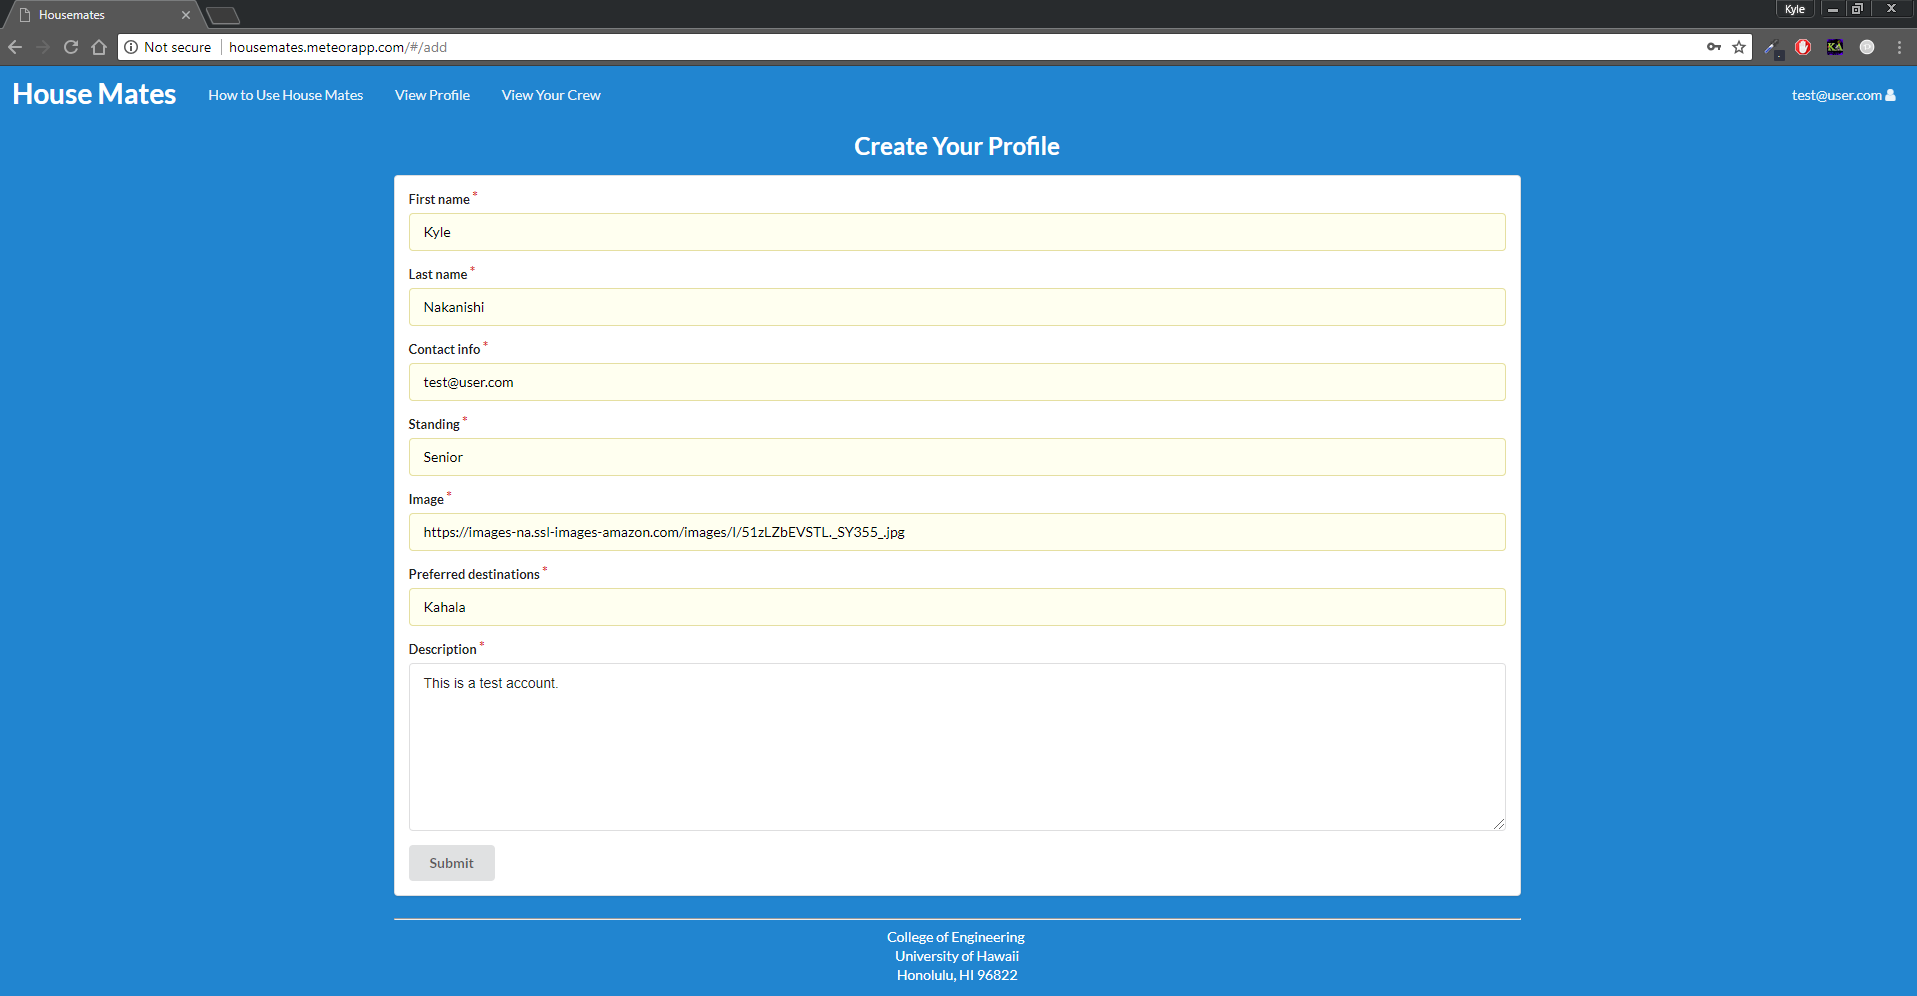 Housemates
Kyle
Not secure
housemates.meteorapp.com/#/add
House Mates
How to Use House Mates
View Profile
View Your Crew
test@user.com
Create Your Profile
First name *
Kyle
Last name *
Nakanishi
Contact info *
test@user.com
Standing *
Senior
Image *
https://images-na.ssl-images-amazon.com/images/I/51zLZbEVSTL._SY355_.jpg
Preferred destinations *
Kahala
Description *
This is a test account.
Submit
College of Engineering
University of Hawaii
Honolulu, HI 96822